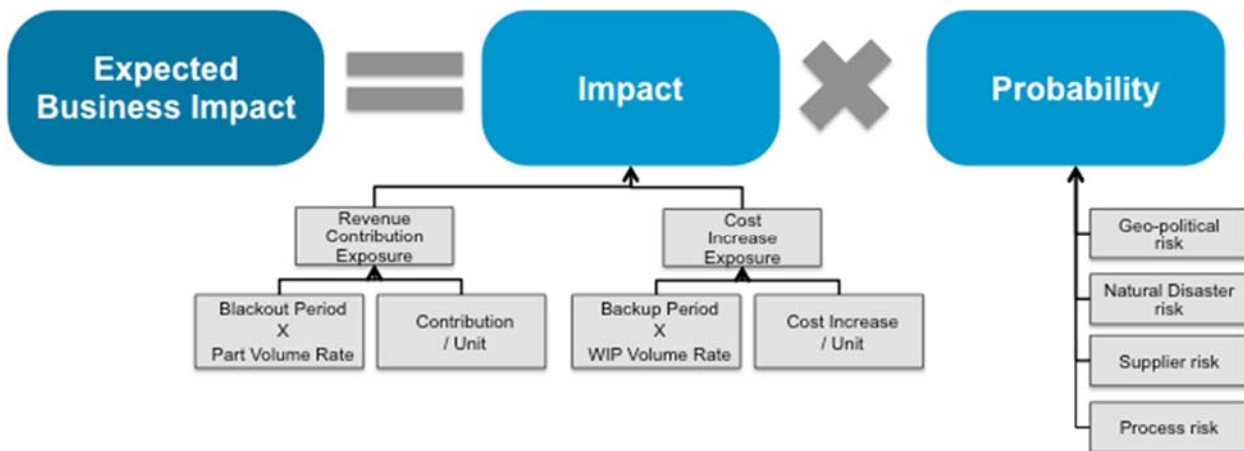 Expected
Business Impact
Impact
Probability
Revenue
Contribution
Exposure
Cost
Increase
Exposure
Blackout Period
X
Part Volume Rate
Contribution
/ Unit
Backup Period
X
WIP Volume Rate
Cost Increase
/ Unit
Geo-political
risk
Natural Disaster
risk
Supplier risk
Process risk